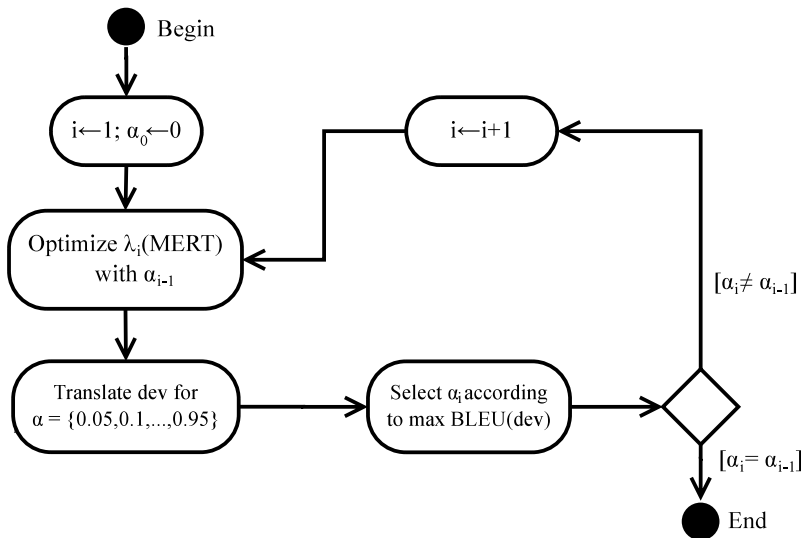 Begin
i←1; α₀←0
i←i+1
Optimize λᵢ(MERT)
with αᵢ₋₁
[αᵢ≠ αᵢ₋₁]
Translate dev for
α = {0.05,0.1,...,0.95}
Select αᵢ according
to max BLEU(dev)
[αᵢ= αᵢ₋₁]
End